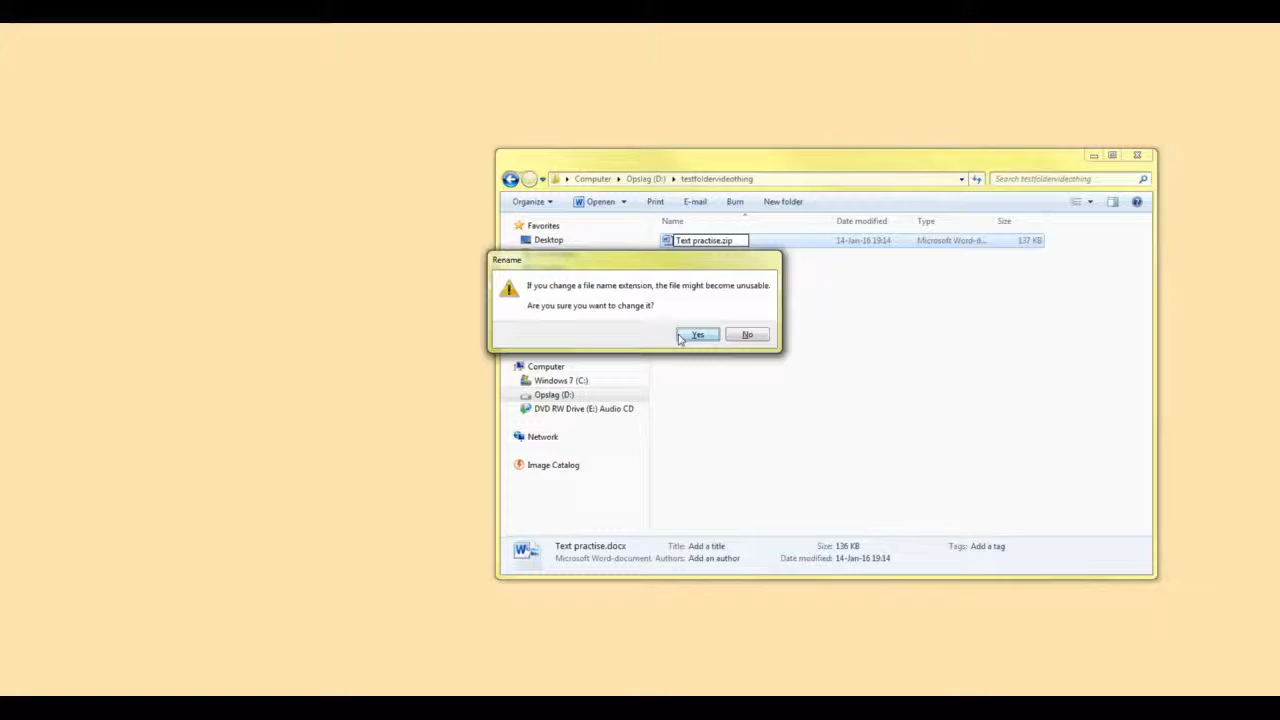 Computer Opslag (D:) testfoldervideothing
Search testfoldervideothing
Organize Openen Print E-mail Burn New folder
Favorites
Desktop
Name Date modified Type Size
Text practise.zip 14-Jan-16 19:14 Microsoft Word-d... 137 KB
Rename
If you change a file name extension, the file might become unusable.
Are you sure you want to change it?
Yes No
Computer
Windows 7 (C:)
Opslag (D:)
DVD RW Drive (E:) Audio CD
Network
Image Catalog
Text practise.docx Title: Add a title Size: 136 KB Tags: Add a tag
Microsoft Word-document Authors: Add an author Date modified: 14-Jan-16 19:14